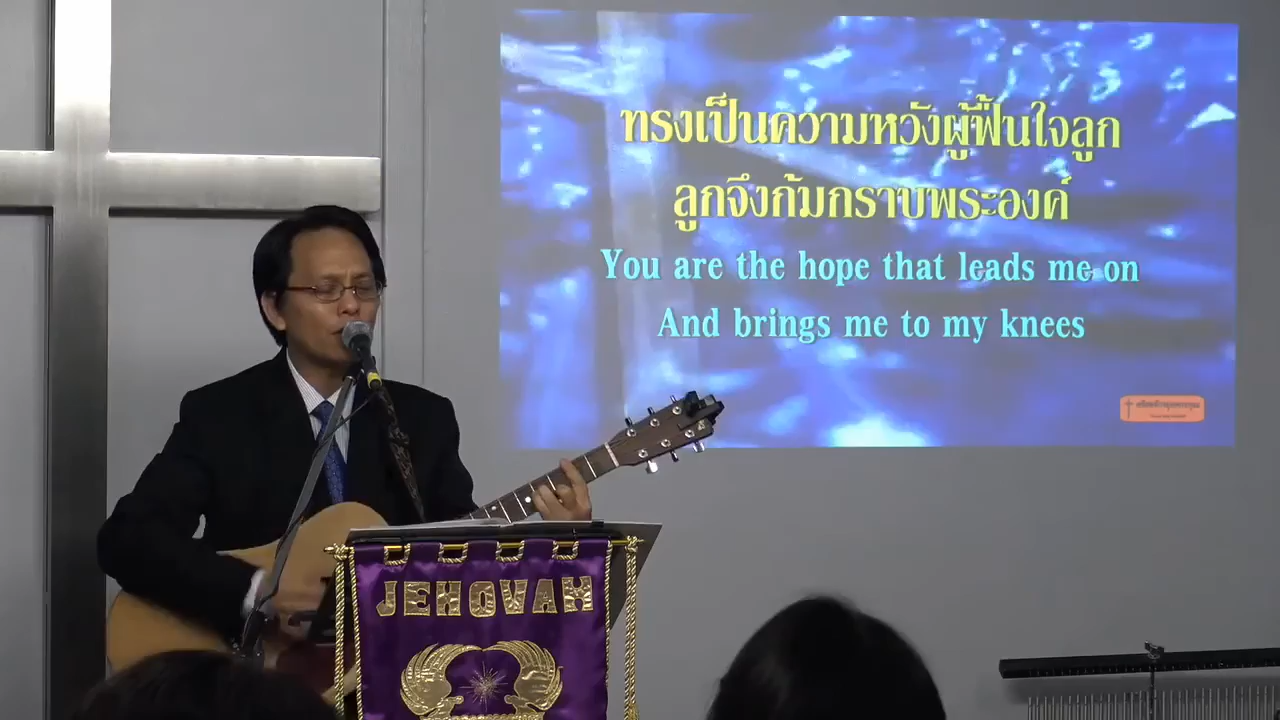 ทรงเป็นความหวังผู้ฟื้นใจลูก
ลูกจึงก้มกราบพระองค์
You are the hope that leads me on
And brings me to my knees
JEHOVAH